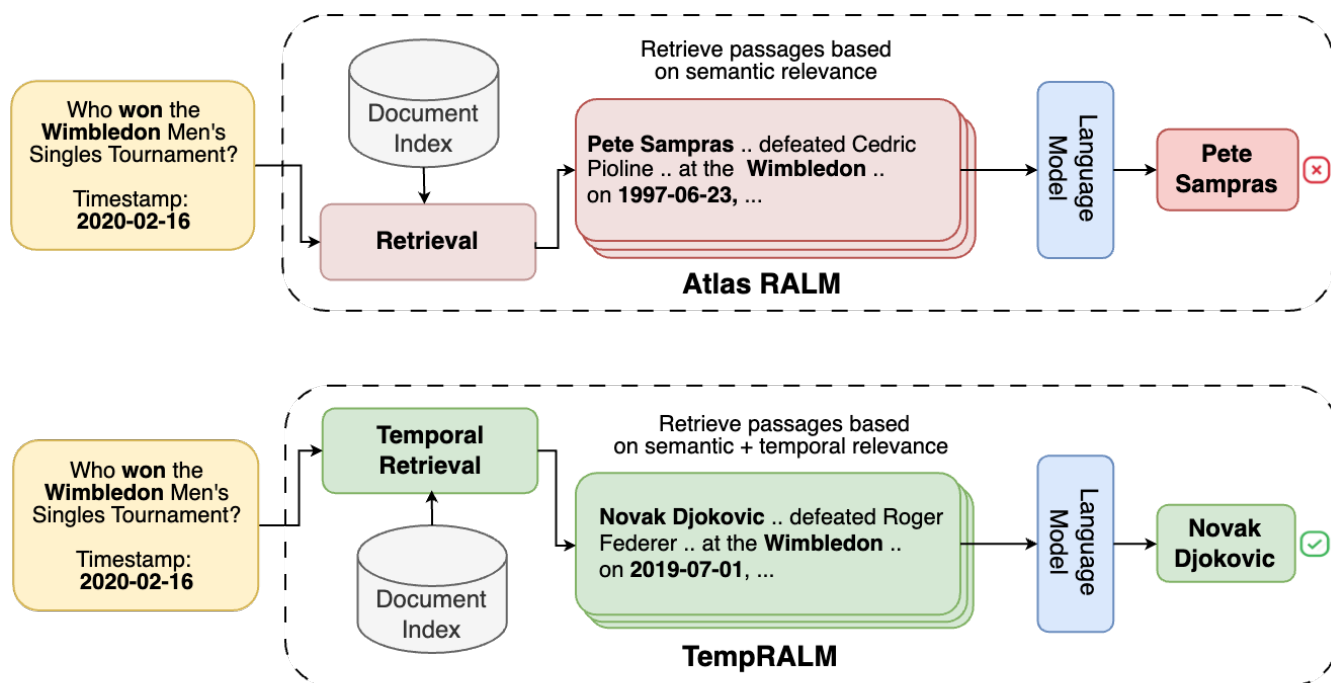 Who won the
Wimbledon Men's
Singles Tournament?
Timestamp:
2020-02-16
Document
Index
Retrieval
Retrieve passages based
on semantic relevance
Pete Sampras .. defeated Cedric
Pioline .. at the Wimbledon ..
on 1997-06-23, ...
Language
Model
Pete
Sampras
Atlas RALM
Who won the
Wimbledon Men's
Singles Tournament?
Timestamp:
2020-02-16
Temporal
Retrieval
Document
Index
Retrieve passages based
on semantic + temporal relevance
Novak Djokovic .. defeated Roger
Federer .. at the Wimbledon ..
on 2019-07-01, ...
Language
Model
Novak
Djokovic
TempRALM